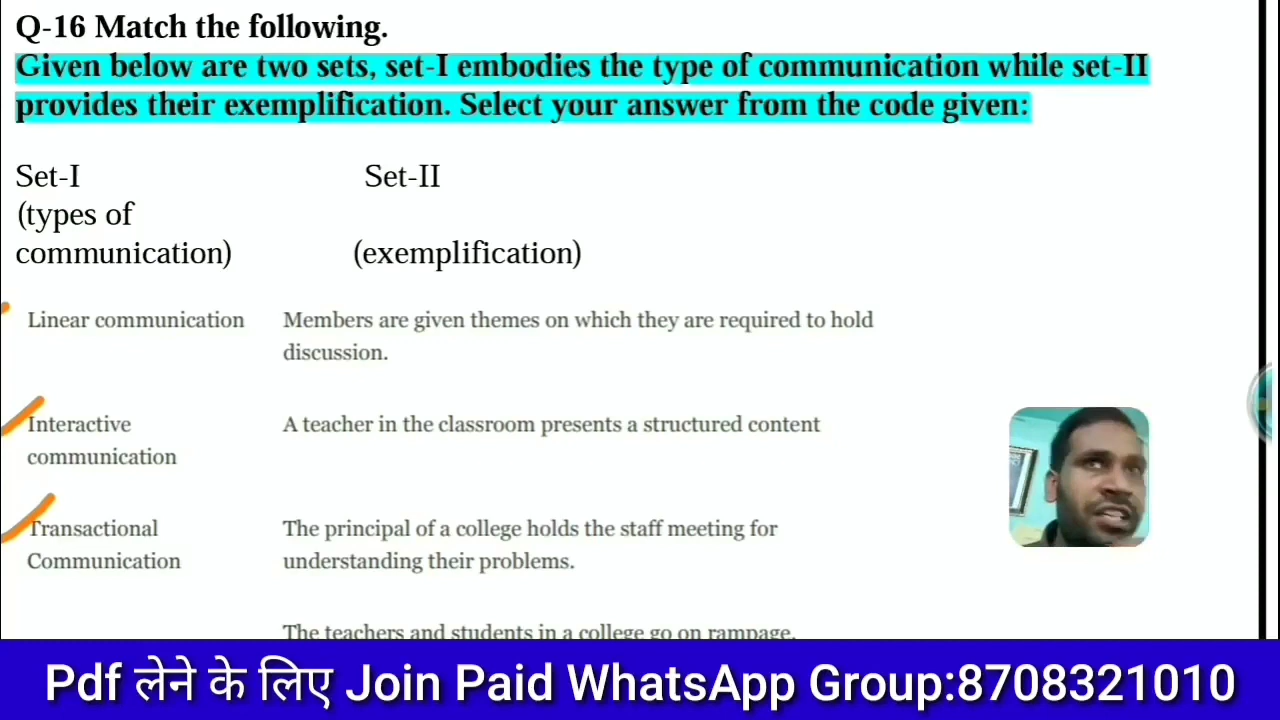 Q-16 Match the following.
Given below are two sets, set-I embodies the type of communication while set-II
provides their exemplification. Select your answer from the code given:
Set-I Set-II
(types of
communication) (exemplification)
Linear communication Members are given themes on which they are required to hold
discussion.
Interactive A teacher in the classroom presents a structured content
communication
Transactional The principal of a college holds the staff meeting for
Communication understanding their problems.
The teachers and students in a college go on rampage.
Pdf लेने के लिए Join Paid WhatsApp Group:8708321010